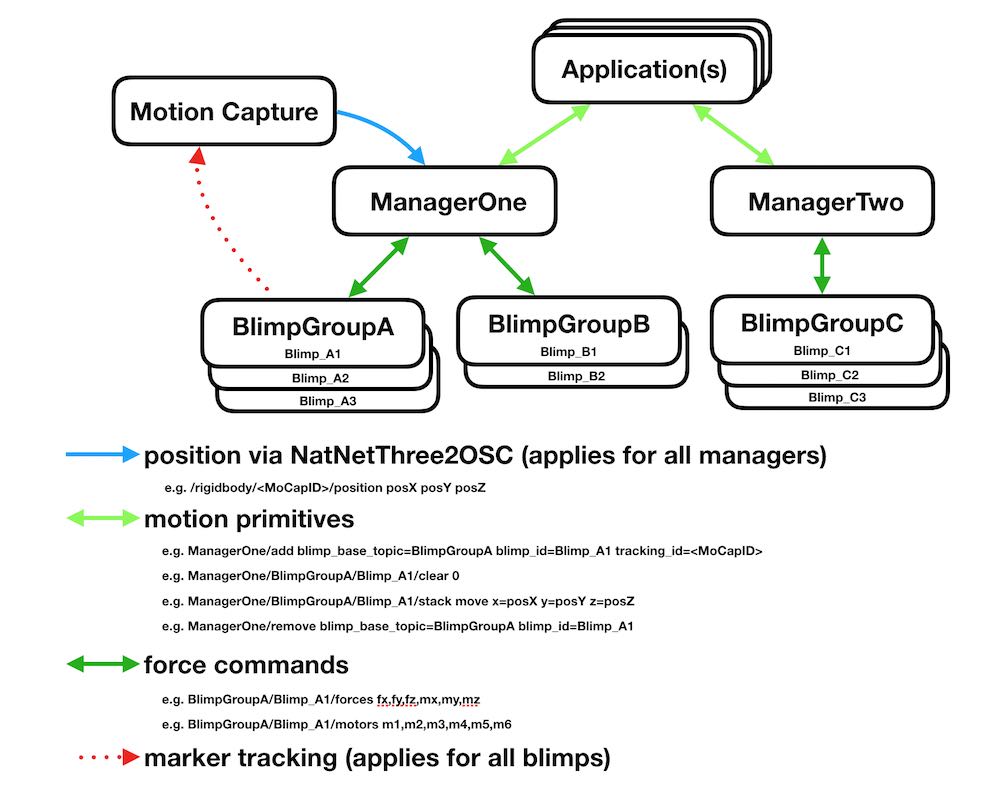 Application(s)
Motion Capture
ManagerOne
ManagerTwo
BlimpGroupA
Blimp_A1
Blimp_A2
Blimp_A3
BlimpGroupB
Blimp_B1
Blimp_B2
BlimpGroupC
Blimp_C1
Blimp_C2
Blimp_C3
position via NatNetThree2OSC (applies for all managers)
e.g. /rigidbody/<MoCapID>/position posX posY posZ
motion primitives
e.g. ManagerOne/add blimp_base_topic=BlimpGroupA blimp_id=Blimp_A1 tracking_id=<MoCapID>
e.g. ManagerOne/BlimpGroupA/Blimp_A1/clear 0
e.g. ManagerOne/BlimpGroupA/Blimp_A1/stack move x=posX y=posY z=posZ
e.g. ManagerOne/remove blimp_base_topic=BlimpGroupA blimp_id=Blimp_A1
force commands
e.g. BlimpGroupA/Blimp_A1/forces fx,fy,fz,mx,my,mz
e.g. BlimpGroupA/Blimp_A1/motors m1,m2,m3,m4,m5,m6
marker tracking (applies for all blimps)